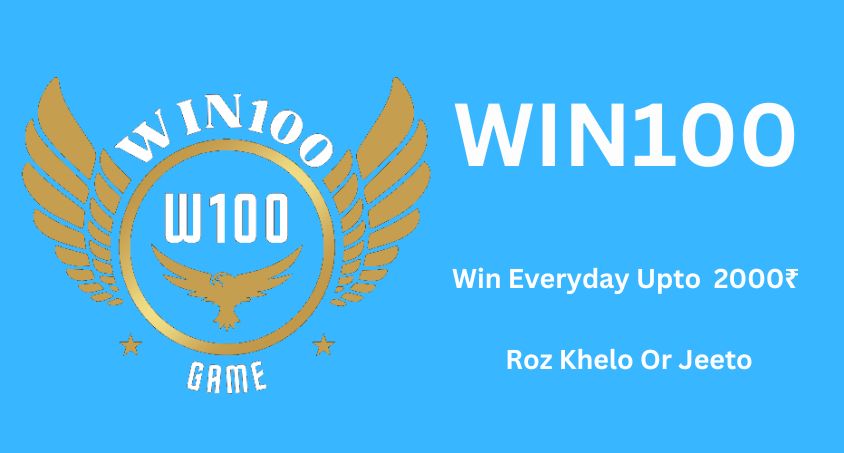 WIN100
W100
GAME
WIN100
Win Everyday Upto 2000₹
Roz Khelo Or Jeeto